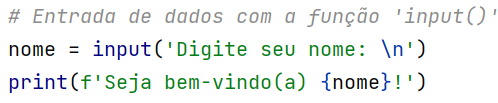 # Entrada de dados com a função 'input()'
nome = input('Digite seu nome: \n')
print(f'Seja bem-vindo(a) {nome}!')